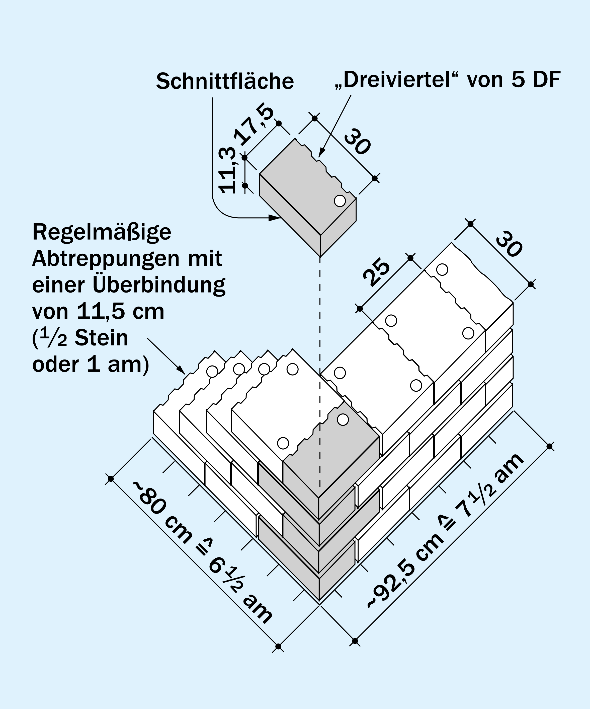 Schnittfläche
„Dreiviertel“ von 5 DF
17,5
30
11,3
Regelmäßige
Abtreppungen mit
einer Überbindung
von 11,5 cm
(1/2 Stein
oder 1 am)
25
30
~80 cm ≙ 6 1/2 am
~92,5 cm ≙ 7 1/2 am